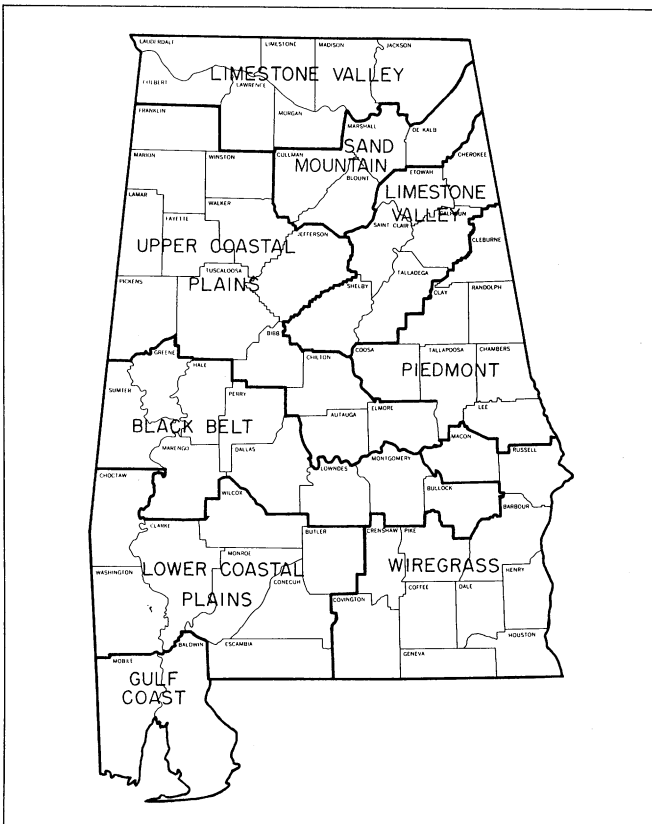 LAUDERDALE
LIMESTONE
MADISON
JACKSON
LIMESTONE VALLEY
COLBERT
LAWRENCE
FRANKLIN
MORGAN
MARSHALL
DE KALB
SAND
MOUNTAIN
MARION
WINSTON
CULLMAN
BLOUNT
CHEROKEE
ETOWAH
LIMESTONE
VALLEY
LAMAR
WALKER
FAYETTE
SAINT CLAIR
CALHOUN
JEFFERSON
CLEBURNE
UPPER COASTAL
PLAINS
TUSCALOOSA
TALLADEGA
PICKENS
SHELBY
CLAY
RANDOLPH
BIBB
GREENE
HALE
CHILTON
COOSA
TALLAPOOSA
CHAMBERS
PIEDMONT
SUMTER
PERRY
AUTAUGA
ELMORE
LEE
BLACK BELT
MARENGO
DALLAS
MACON
RUSSELL
LOWNDES
MONTGOMERY
CHOCTAW
WILCOX
BULLOCK
BARBOUR
CLARKE
BUTLER
CRENSHAW
PIKE
MONROE
LOWER COASTAL
PLAINS
CONECUH
WIREGRASS
WASHINGTON
COFFEE
DALE
HENRY
COVINGTON
HOUSTON
BALDWIN
ESCAMBIA
GENEVA
MOBILE
GULF
COAST